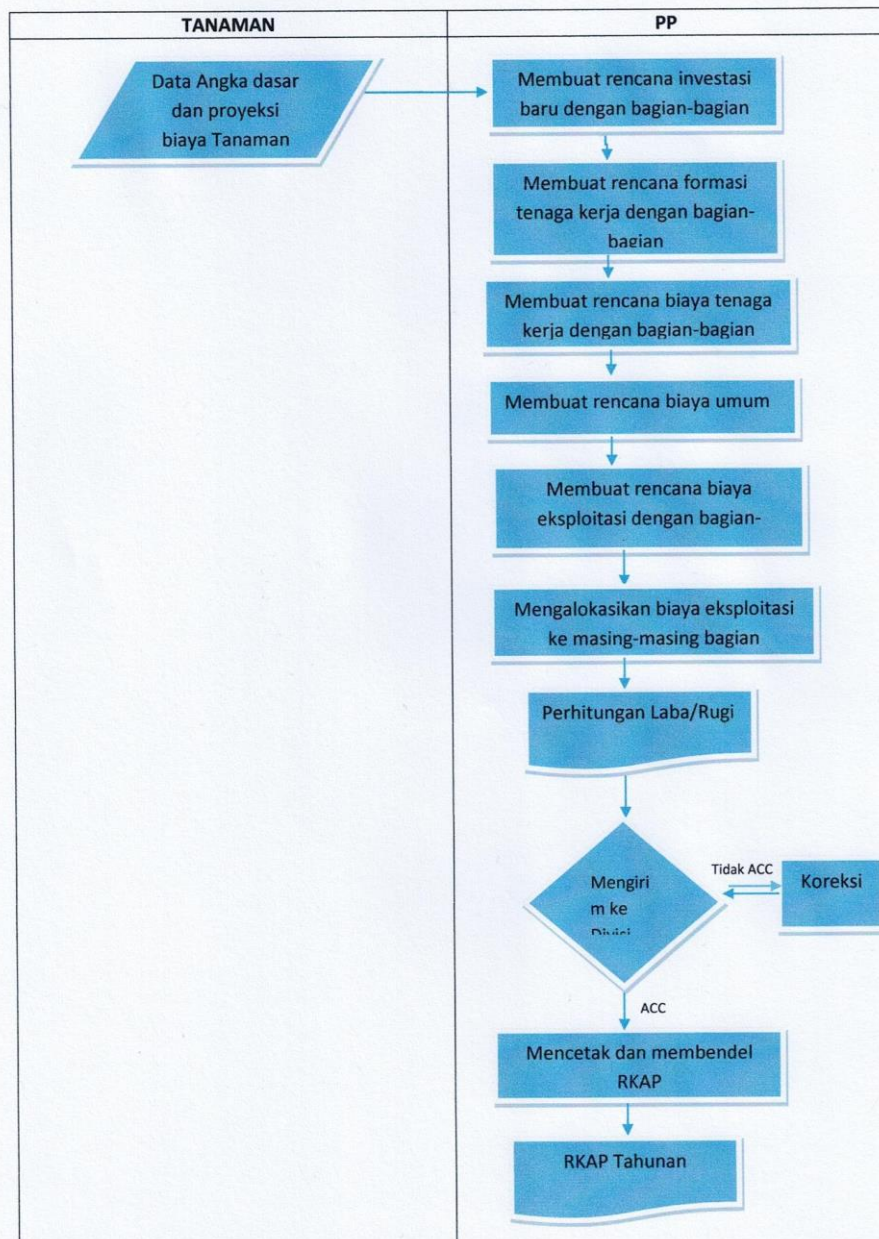 TANAMAN
PP
Data Angka dasar
dan proyeksi
biaya Tanaman
Membuat rencana investasi
baru dengan bagian-bagian
Membuat rencana formasi
tenaga kerja dengan bagian-
bagian
Membuat rencana biaya tenaga
kerja dengan bagian-bagian
Membuat rencana biaya umum
Membuat rencana biaya
eksploitasi dengan bagian-
Mengalokasikan biaya eksploitasi
ke masing-masing bagian
Perhitungan Laba/Rugi
Mengiri
m ke
Divisi
Tidak ACC
Koreksi
ACC
Mencetak dan membendel
RKAP
RKAP Tahunan